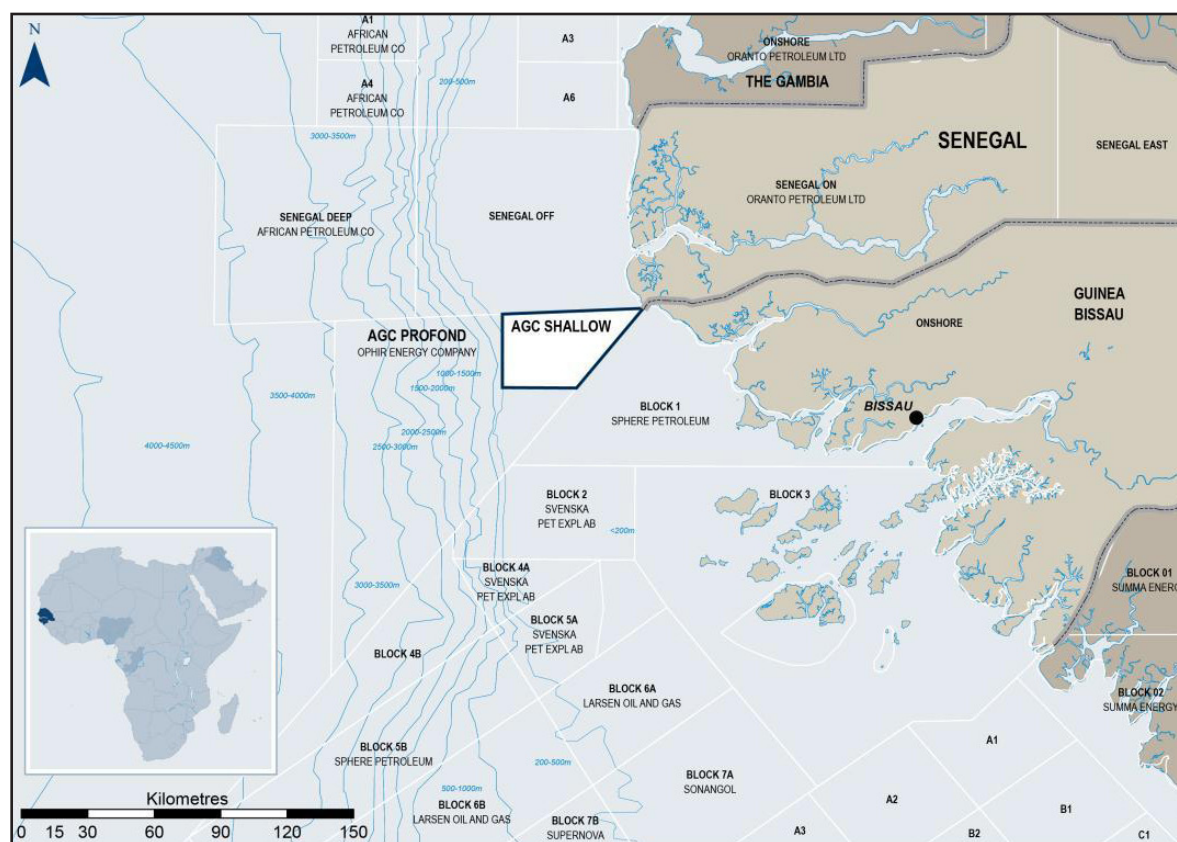 N
A1
AFRICAN
PETROLEUM CO
A3
ONSHORE
ORANTO PETROLEUM LTD
THE GAMBIA
200-500m
A4
AFRICAN
PETROLEUM CO
A6
3000-3500m
SENEGAL
SENEGAL EAST
SENEGAL ON
ORANTO PETROLEUM LTD
SENEGAL DEEP
AFRICAN PETROLEUM CO
SENEGAL OFF
GUINEA
BISSAU
AGC SHALLOW
ONSHORE
AGC PROFOND
OPHIR ENERGY COMPANY
1000-1500m
1500-2000m
3500-4000m
BLOCK 1
SPHERE PETROLEUM
BISSAU
2000-2500m
2500-3000m
4000-4500m
BLOCK 2
SVENSKA
PET EXPL AB
BLOCK 3
<200m
BLOCK 4A
SVENSKA
PET EXPL AB
3000-3500m
BLOCK 01
SUMMA ENERG
BLOCK 5A
SVENSKA
PET EXPL AB
BLOCK 4B
BLOCK 6A
LARSEN OIL AND GAS
BLOCK 02
SUMMA ENERGY
A1
BLOCK 5B
SPHERE PETROLEUM
200-500m
BLOCK 7A
SONANGOL
500-1000m
A2
B1
Kilometres
0 15 30 60 90 120 150
BLOCK 6B
LARSEN OIL AND GAS
BLOCK 7B
SUPERNOVA
A3
B2
C1